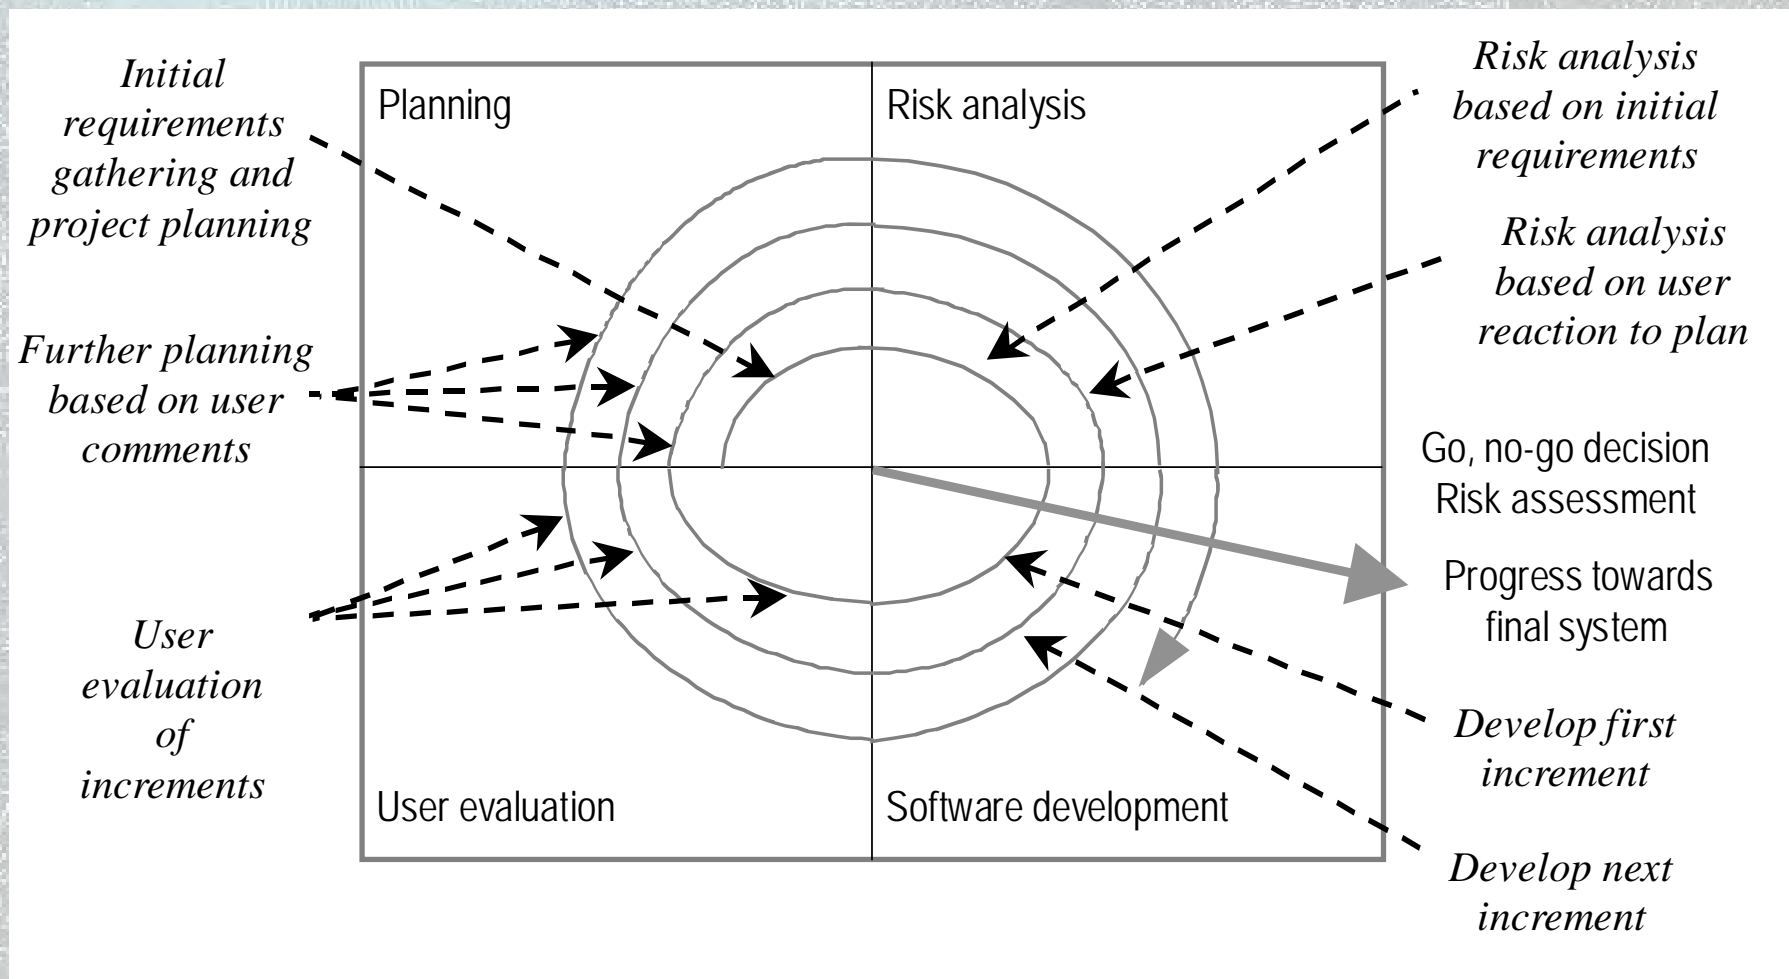 Initial
requirements
gathering and
project planning
Further planning
based on user
comments
User
evaluation
of
increments
Planning
Risk analysis
User evaluation
Software development
Risk analysis
based on initial
requirements
Risk analysis
based on user
reaction to plan
Go, no-go decision
Risk assessment
Progress towards
final system
Develop first
increment
Develop next
increment